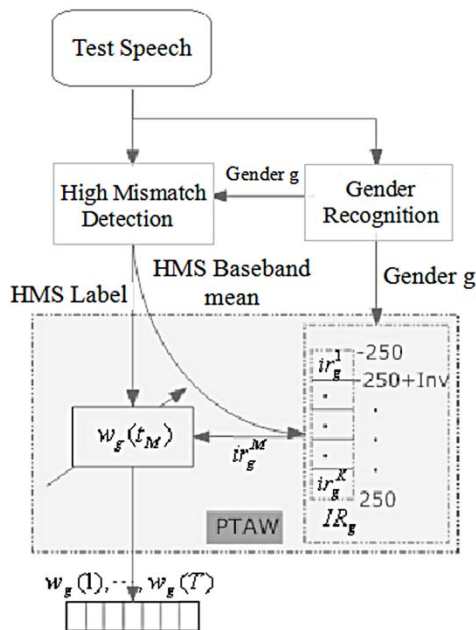 Test Speech
Gender g
High Mismatch
Detection
Gender
Recognition
HMS Baseband
mean
Gender g
HMS Label
ir_g^1
-250
-250+Inv
w_g(t_M)
ir_g^M
ir_g^K
250
IR_g
PTAW
w_g(1),⋯,w_g(T)